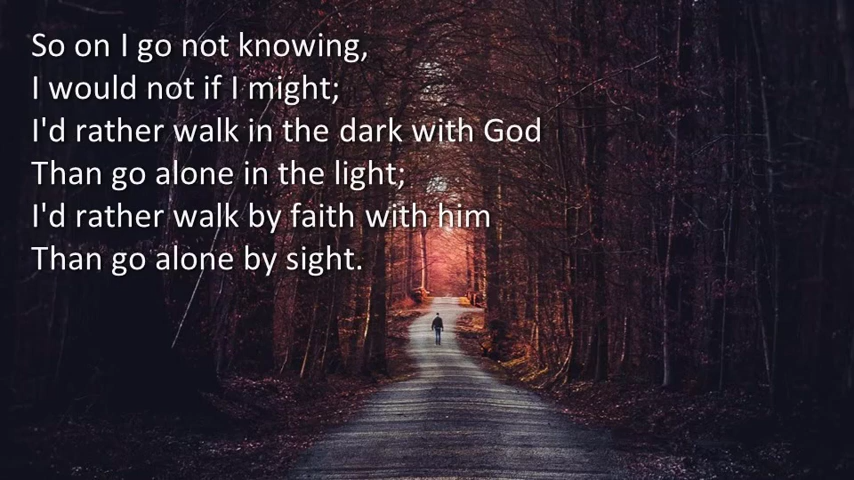 So on I go not knowing,
I would not if I might;
I'd rather walk in the dark with God
Than go alone in the light;
I'd rather walk by faith with him
Than go alone by sight.